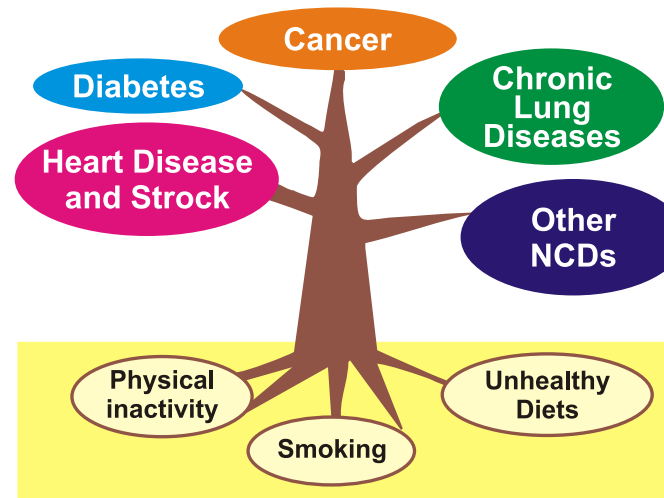 Cancer
Diabetes
Chronic
Lung
Diseases
Heart Disease
and Strock
Other
NCDs
Physical
inactivity
Unhealthy
Diets
Smoking